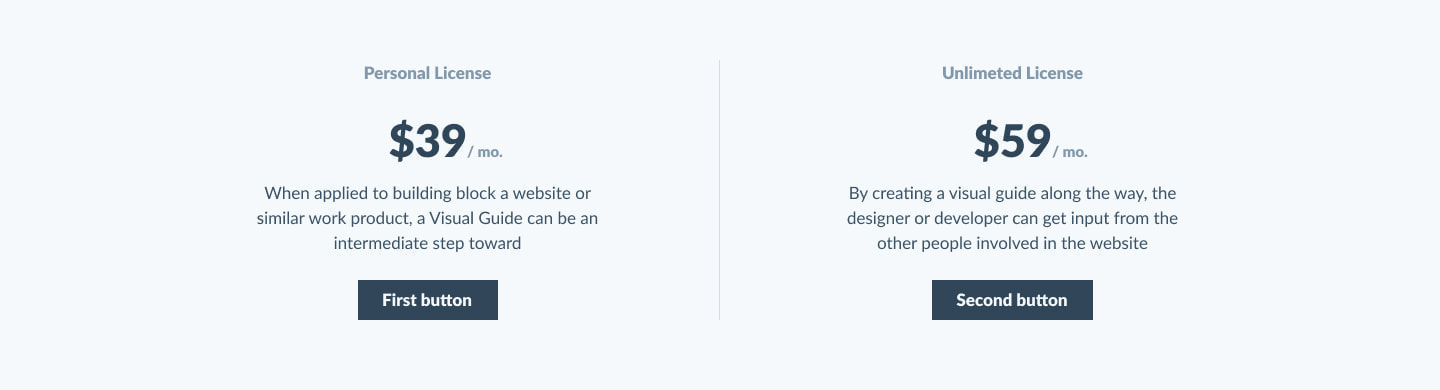 Personal License
$39 / mo.
When applied to building block a website or
similar work product, a Visual Guide can be an
intermediate step toward
First button
Unlimeted License
$59 / mo.
By creating a visual guide along the way, the
designer or developer can get input from the
other people involved in the website
Second button